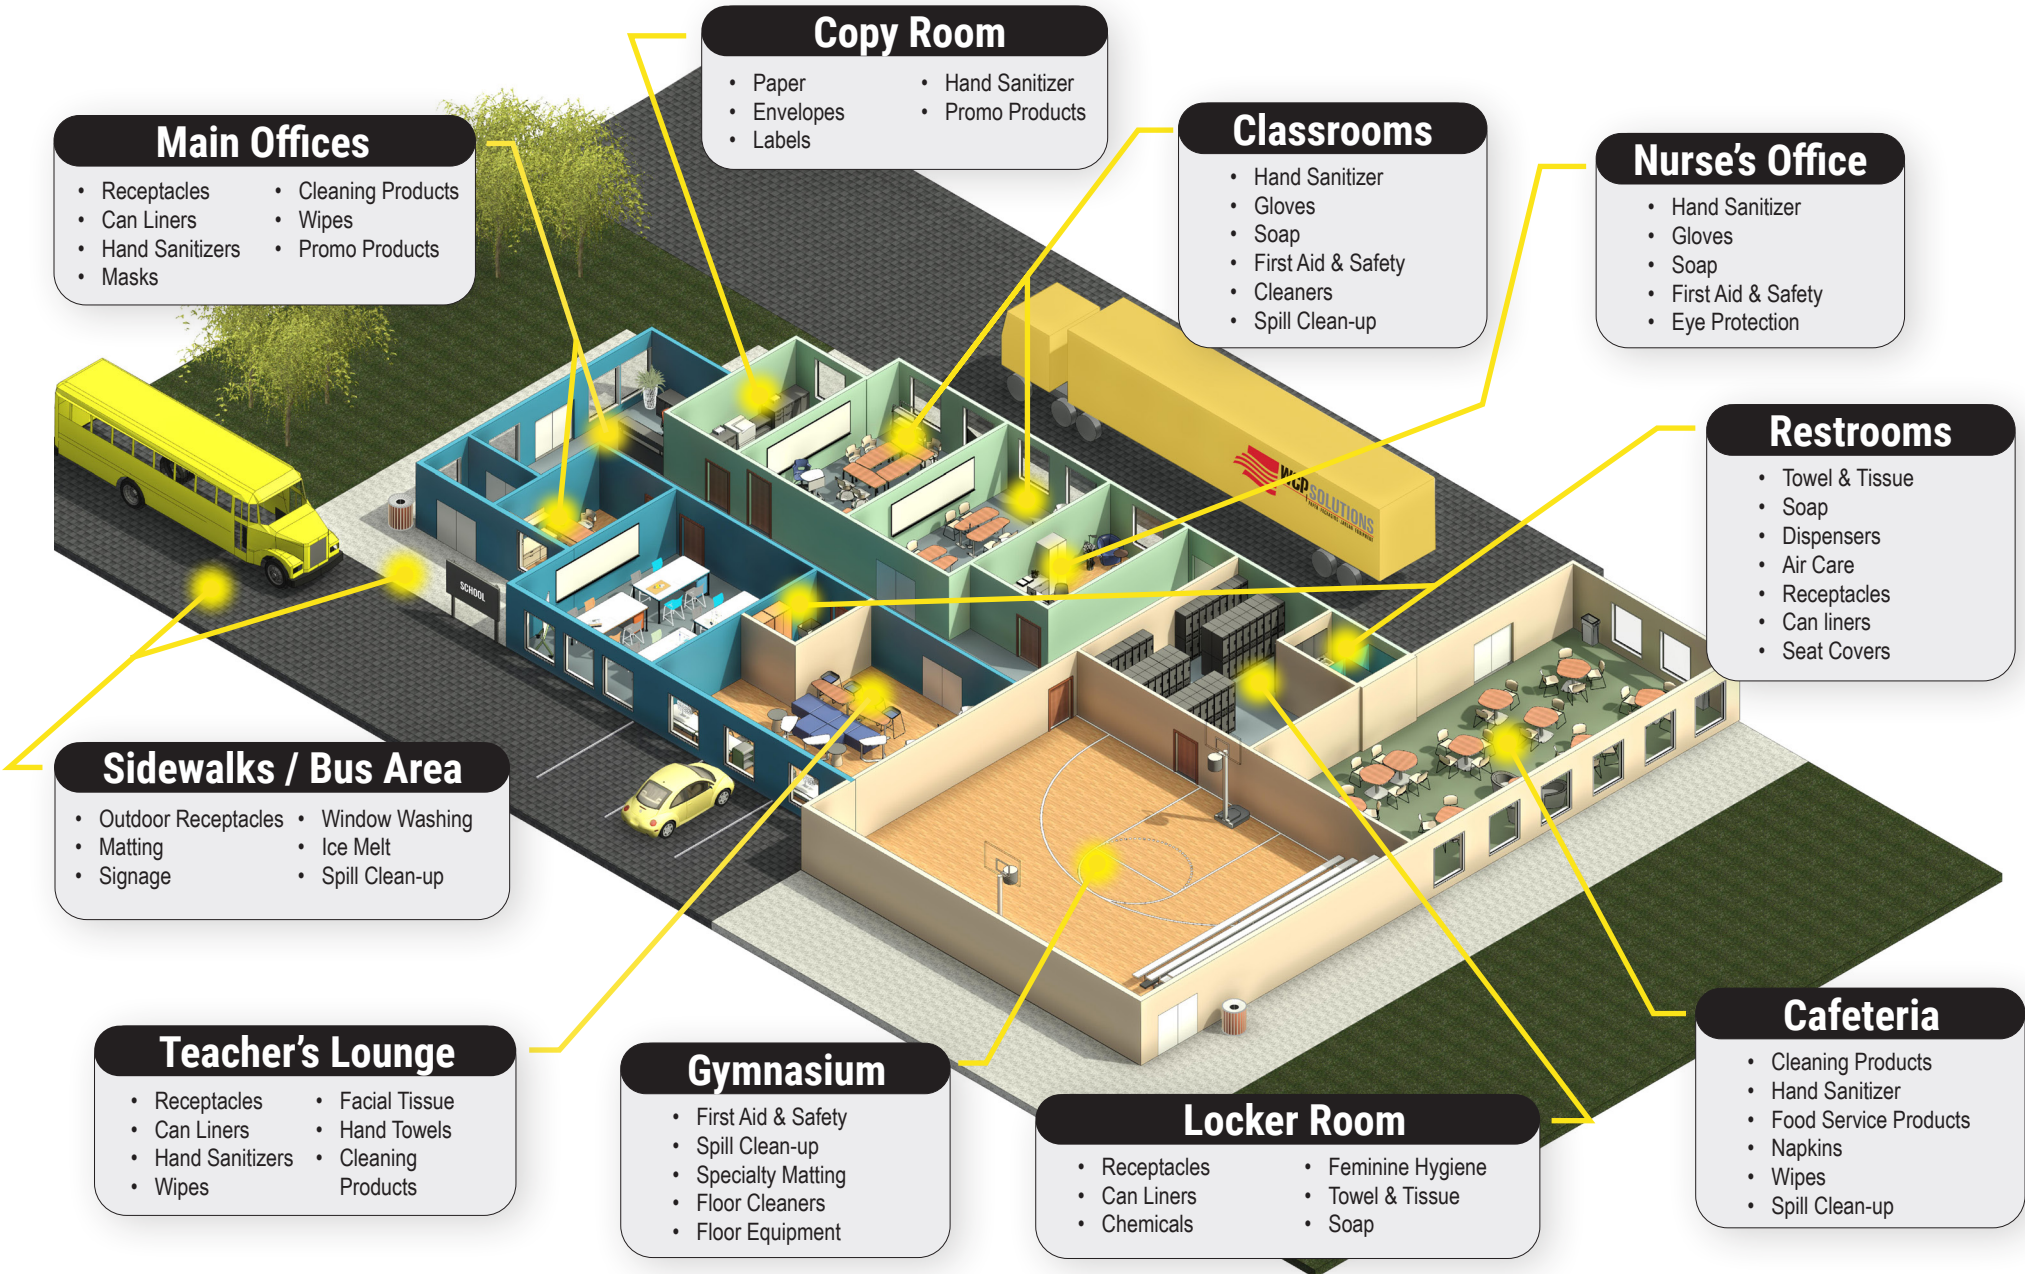 Copy Room
• Paper
• Envelopes
• Labels
• Hand Sanitizer
• Promo Products
Main Offices
• Receptacles
• Can Liners
• Hand Sanitizers
• Masks
• Cleaning Products
• Wipes
• Promo Products
Classrooms
• Hand Sanitizer
• Gloves
• Soap
• First Aid & Safety
• Cleaners
• Spill Clean-up
Nurse's Office
• Hand Sanitizer
• Gloves
• Soap
• First Aid & Safety
• Eye Protection
Restrooms
• Towel & Tissue
• Soap
• Dispensers
• Air Care
• Receptacles
• Can liners
• Seat Covers
WCP SOLUTIONS
SCHOOL
Sidewalks / Bus Area
• Outdoor Receptacles
• Matting
• Signage
• Window Washing
• Ice Melt
• Spill Clean-up
Teacher's Lounge
• Receptacles
• Can Liners
• Hand Sanitizers
• Wipes
• Facial Tissue
• Hand Towels
• Cleaning
Products
Gymnasium
• First Aid & Safety
• Spill Clean-up
• Specialty Matting
• Floor Cleaners
• Floor Equipment
Locker Room
• Receptacles
• Can Liners
• Chemicals
• Feminine Hygiene
• Towel & Tissue
• Soap
Cafeteria
• Cleaning Products
• Hand Sanitizer
• Food Service Products
• Napkins
• Wipes
• Spill Clean-up